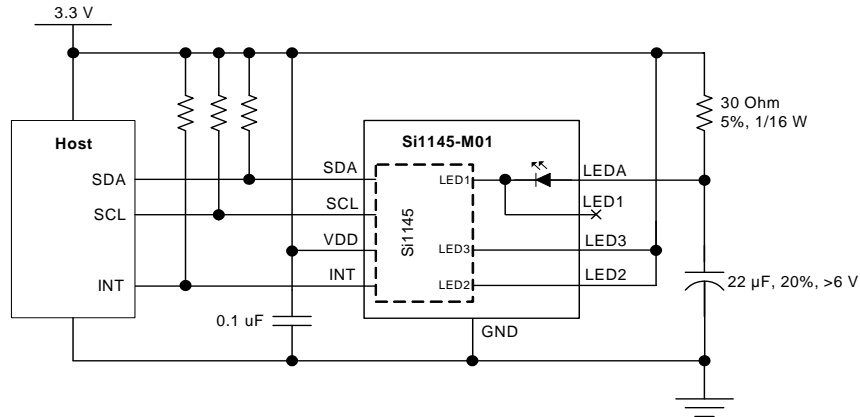 3.3 V
30 Ohm
5%, 1/16 W
Host
Si1145-M01
SDA
SDA
LED1
LEDA
SCL
SCL
LED1
Si1145
VDD
LED3
LED3
INT
INT
LED2
LED2
22 µF, 20%, >6 V
0.1 uF
GND